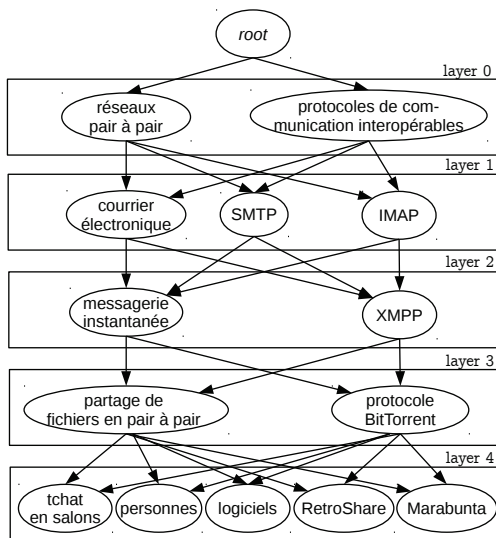 root
layer 0
réseaux
pair à pair
protocoles de com-
munication interopérables
layer 1
courrier
électronique
SMTP
IMAP
layer 2
messagerie
instantanée
XMPP
layer 3
partage de
fichiers en pair à pair
protocole
BitTorrent
layer 4
tchat
en salons
personnes
logiciels
RetroShare
Marabunta